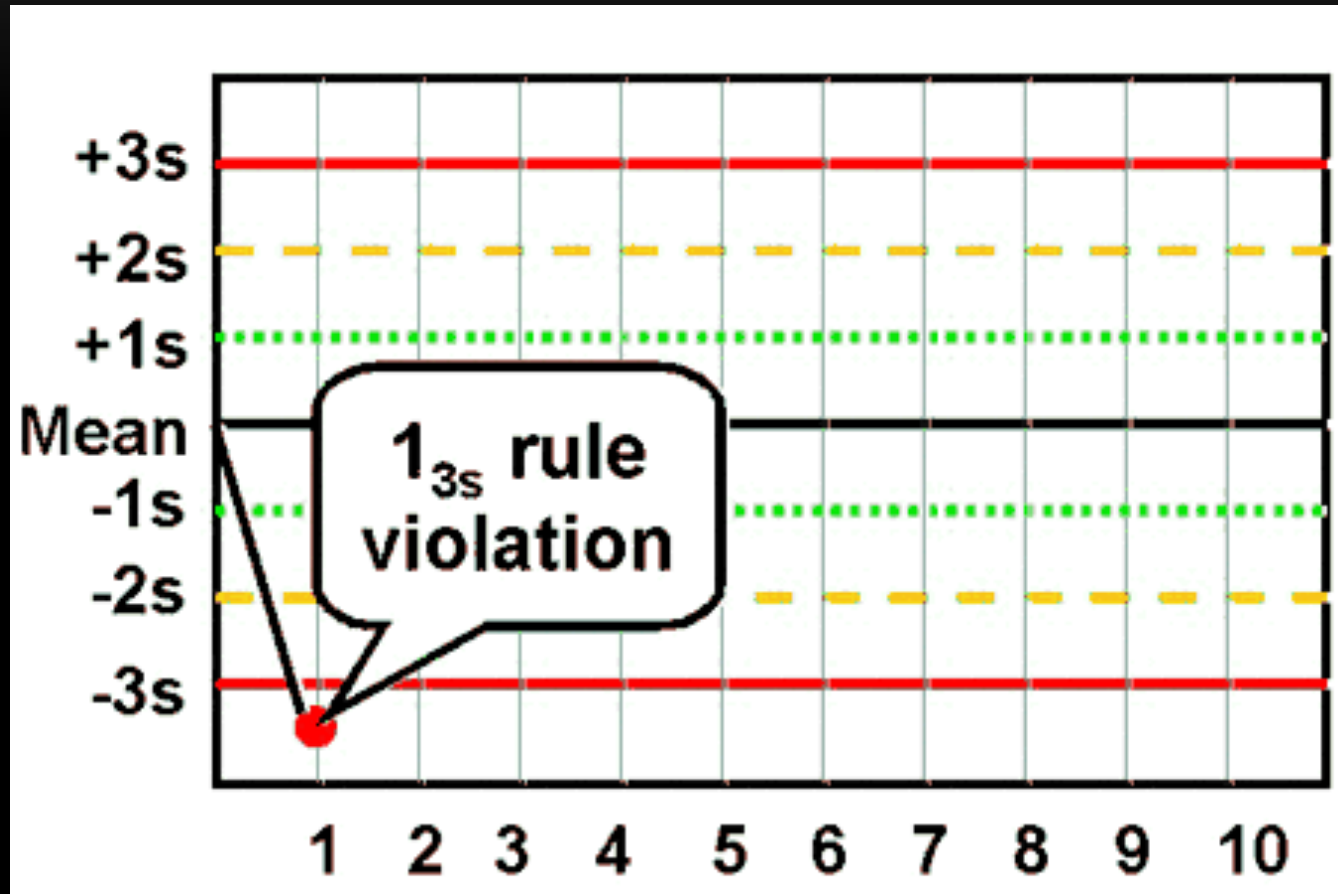 +3s
+2s
+1s
Mean
-1s
-2s
-3s
1₃ₛ rule
violation
1 2 3 4 5 6 7 8 9 10